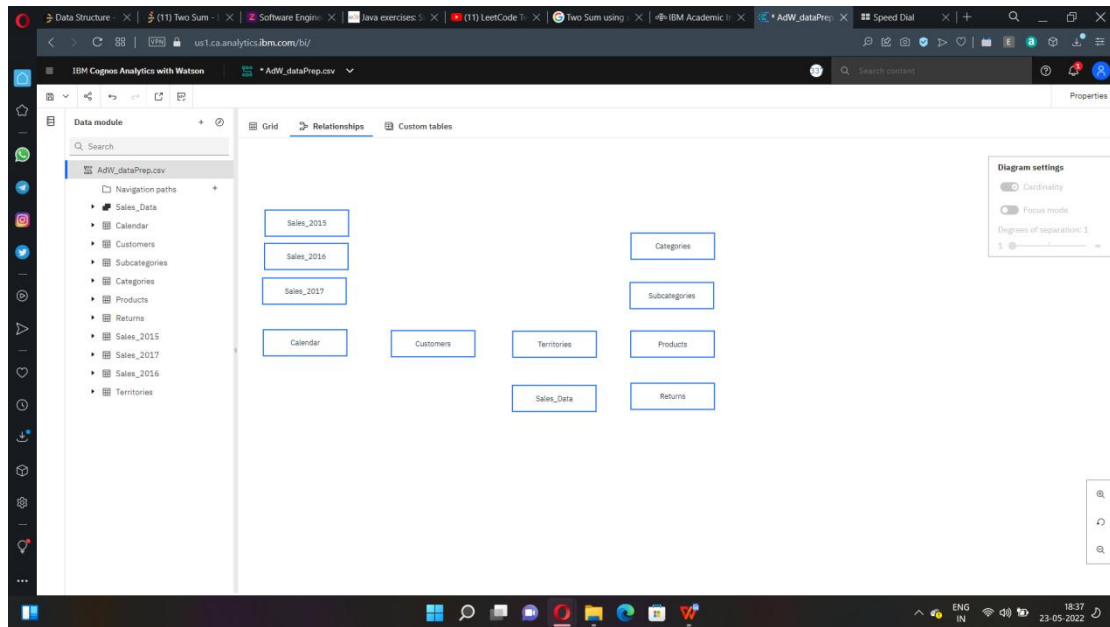 Data Structure -
(11) Two Sum -
Software Engine
Java exercises: S
(11) LeetCode T
Two Sum using
IBM Academic I
* AdW_dataPrep
Speed Dial
VPN
us1.ca.analytics.ibm.com/bi/
IBM Cognos Analytics with Watson
* AdW_dataPrep.csv
Search content
Properties
Data module
Grid
Relationships
Custom tables
Search
AdW_dataPrep.csv
Navigation paths
Sales_Data
Calendar
Customers
Subcategories
Categories
Products
Returns
Sales_2015
Sales_2017
Sales_2016
Territories
Sales_2015
Sales_2016
Sales_2017
Calendar
Customers
Territories
Sales_Data
Categories
Subcategories
Products
Returns
Diagram settings
Cardinality
Focus mode
Degrees of separation: 1
1
∞
ENG
IN
18:37
23-05-2022